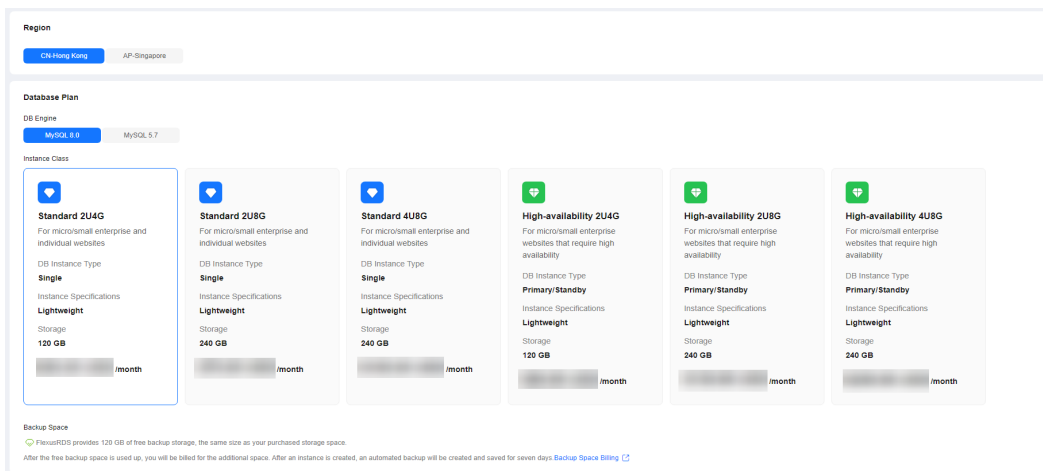 Region
CN-Hong Kong
AP-Singapore
Database Plan
DB Engine
MySQL 8.0
MySQL 5.7
Instance Class
Standard 2U4G
For micro/small enterprise and
individual websites
DB Instance Type
Single
Instance Specifications
Lightweight
Storage
120 GB
/month
Standard 2U8G
For micro/small enterprise and
individual websites
DB Instance Type
Single
Instance Specifications
Lightweight
Storage
240 GB
/month
Standard 4U8G
For micro/small enterprise and
individual websites
DB Instance Type
Single
Instance Specifications
Lightweight
Storage
240 GB
/month
High-availability 2U4G
For micro/small enterprise
websites that require high
availability
DB Instance Type
Primary/Standby
Instance Specifications
Lightweight
Storage
120 GB
/month
High-availability 2U8G
For micro/small enterprise
websites that require high
availability
DB Instance Type
Primary/Standby
Instance Specifications
Lightweight
Storage
240 GB
/month
High-availability 4U8G
For micro/small enterprise
websites that require high
availability
DB Instance Type
Primary/Standby
Instance Specifications
Lightweight
Storage
240 GB
/month
Backup Space
FlexusRDS provides 120 GB of free backup storage, the same size as your purchased storage space.
After the free backup space is used up, you will be billed for the additional space. After an instance is created, an automated backup will be created and saved for seven days Backup Space Billing